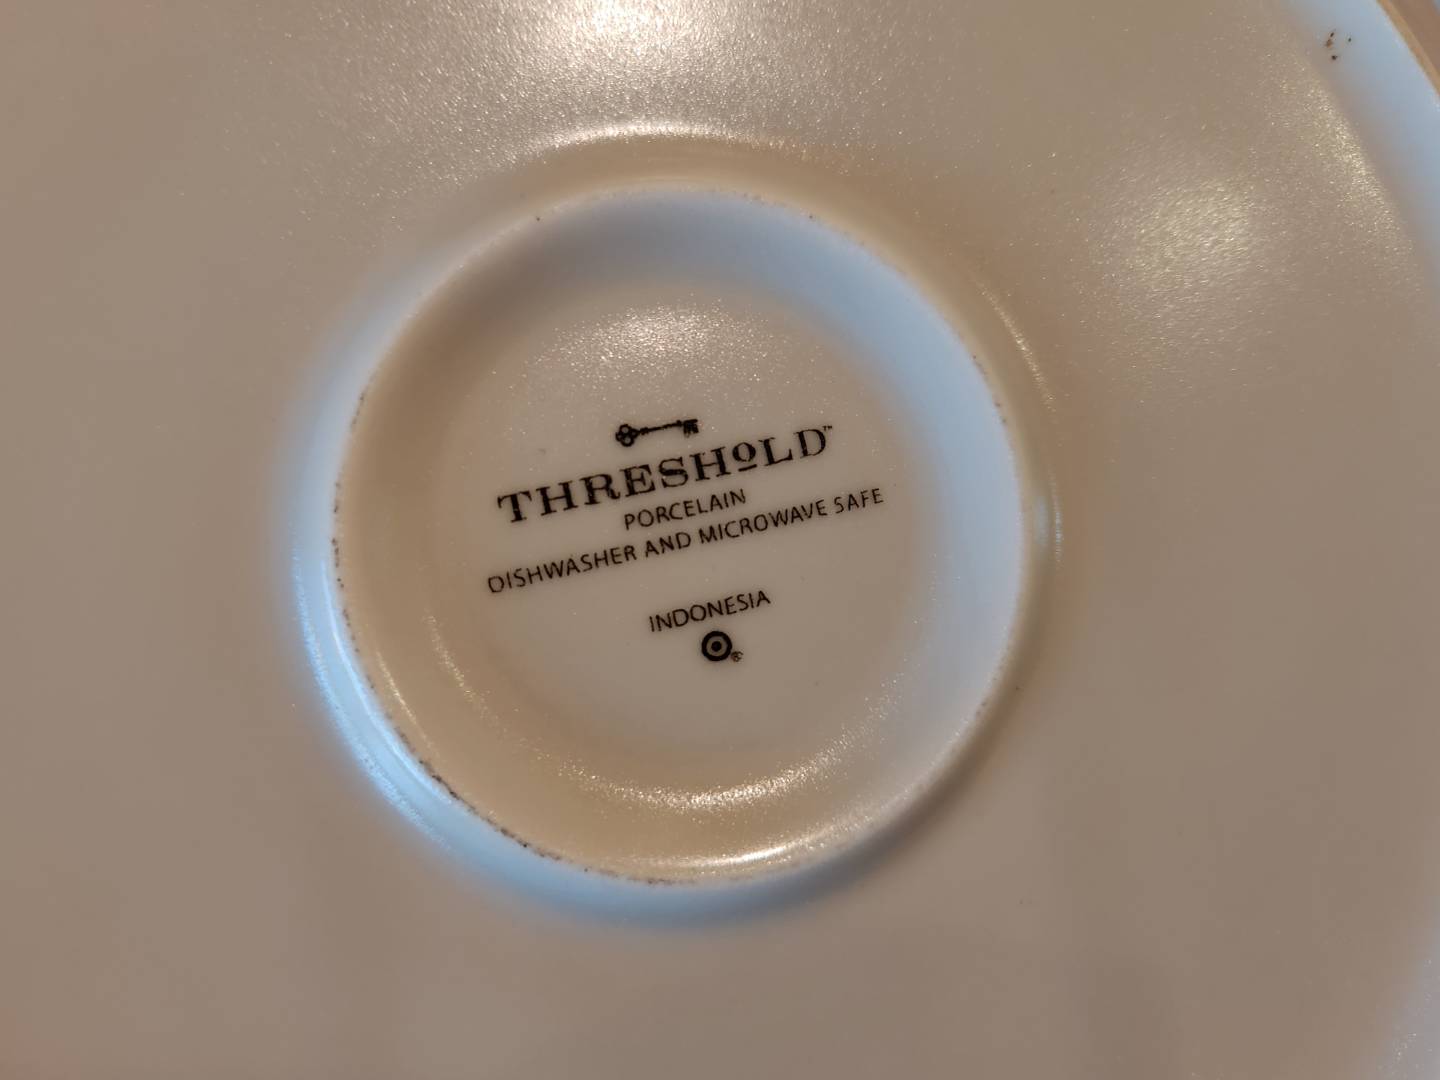 THRESHOLD™
PORCELAIN
DISHWASHER AND MICROWAVE SAFE
INDONESIA
®